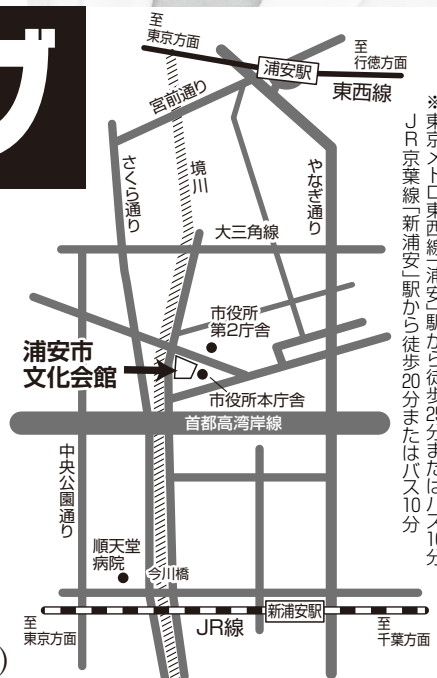 ブ
至
東京方面
浦安駅
至
行徳方面
東西線
宮前通り
さくら通り
境川
やなぎ通り
大三角線
市役所
第2庁舎
浦安市
文化会館
市役所本庁舎
首都高湾岸線
中央公園通り
順天堂
病院
今川橋
至
東京方面
JR線
新浦安駅
至
千葉方面
※東京メトロ東西線「浦安」駅から徒歩25分またはバス10分
JR京葉線「新浦安」駅から徒歩20分またはバス10分
)